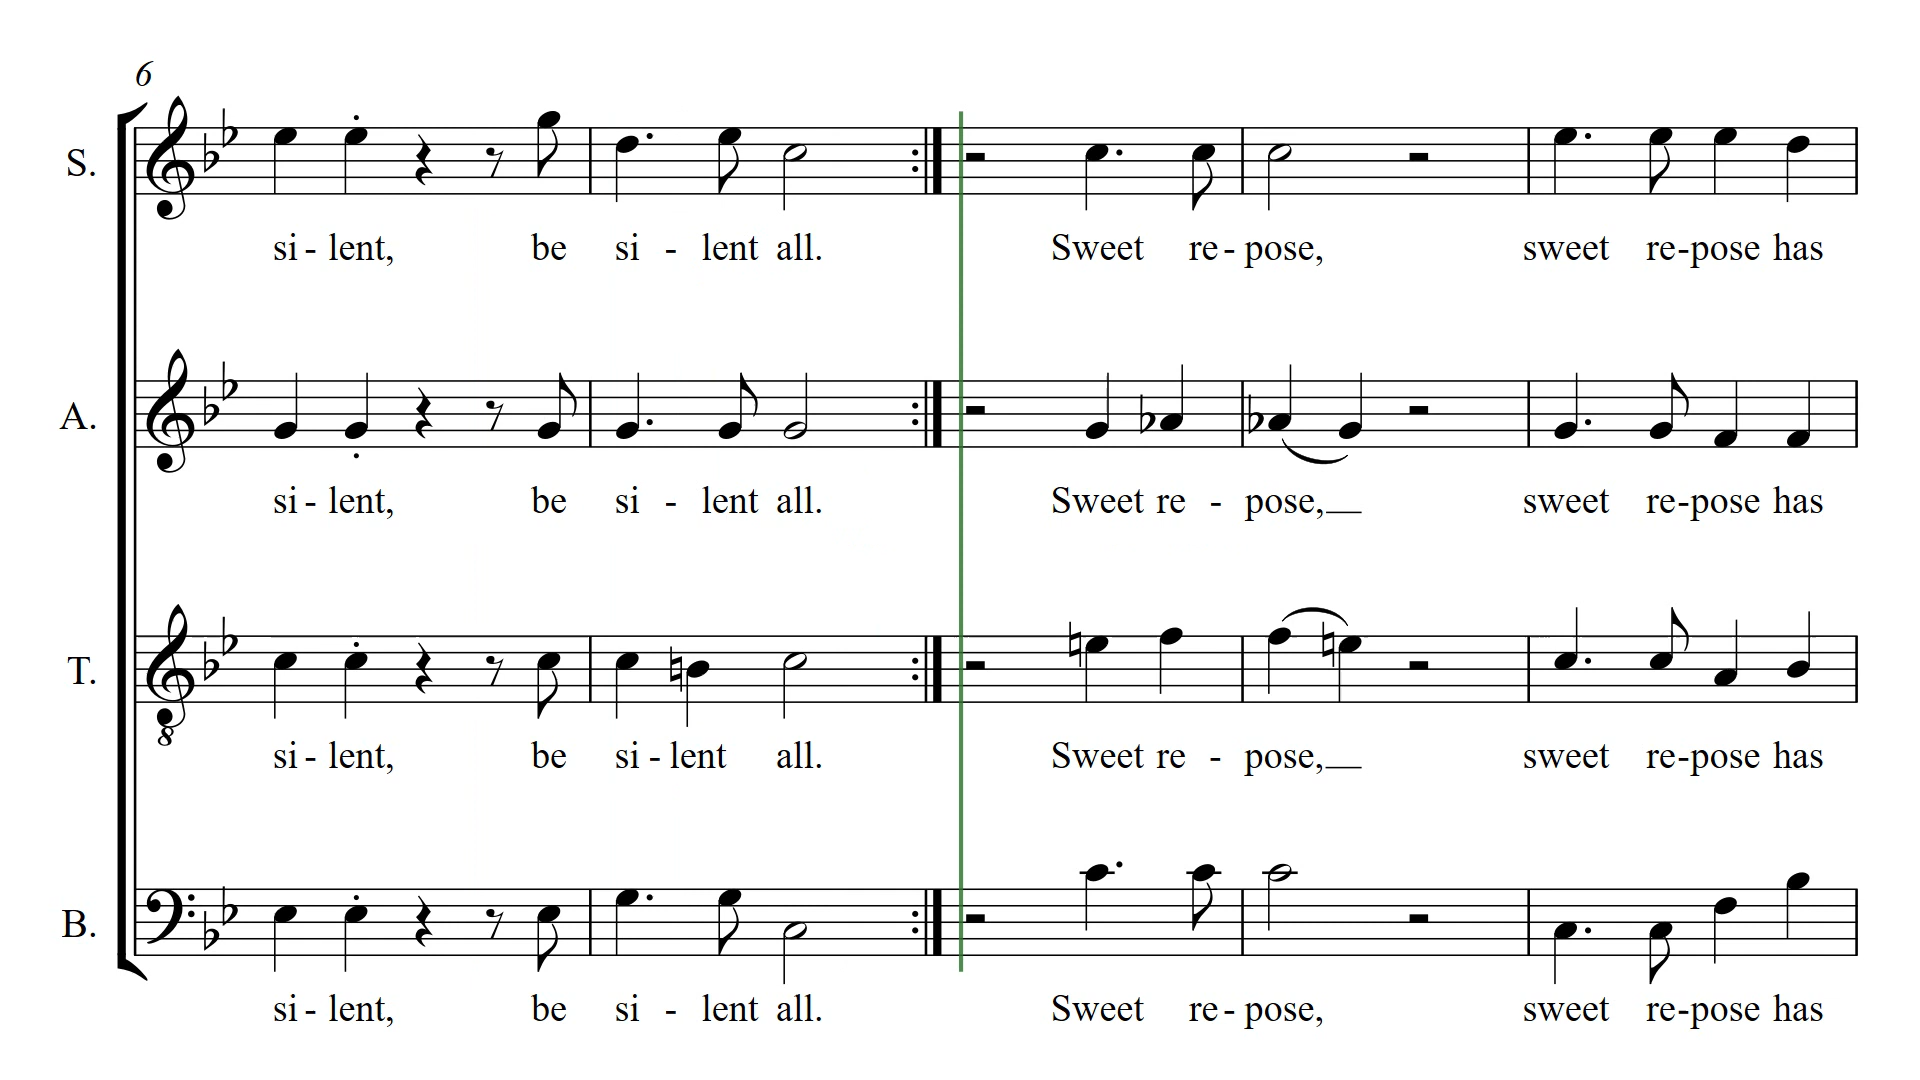 6
S.
si - lent, be si - lent all. Sweet re - pose, sweet re-pose has
A.
si - lent, be si - lent all. Sweet re - pose, sweet re-pose has
T.
8
si - lent, be si - lent all. Sweet re - pose, sweet re-pose has
B.
si - lent, be si - lent all. Sweet re - pose, sweet re-pose has